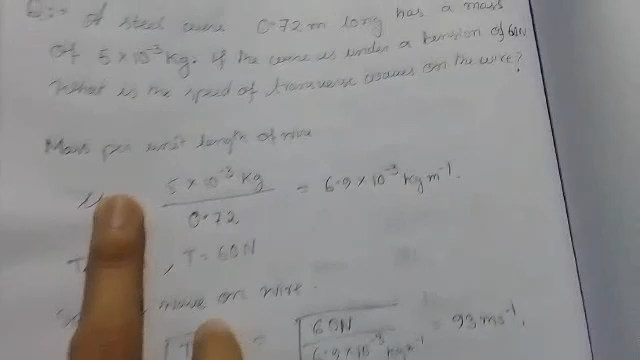 Q:- A steel wire 0.72m long has a mass
of 5×10⁻³ Kg. if the wire is under a tension of 60N
What is the speed of transverse waves on the wire?
Mass per unit length of wire
μ 5 × 10⁻³ Kg / 0.72 = 6.9×10⁻³ Kg m⁻¹.
T , T = 60N
wave on wire.
√ T = √ 60N / 6.9×10⁻³ kgm⁻¹ = 93 ms⁻¹.